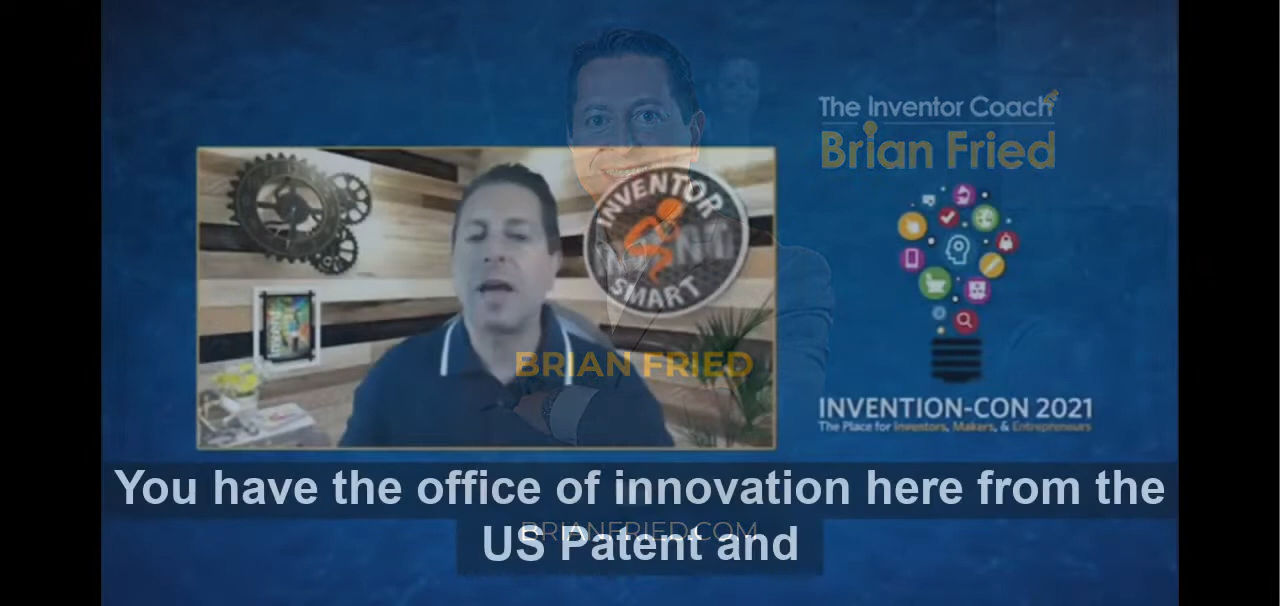 The Inventor Coach
Brian Fried
INVENTOR
SMART
BRIAN FRIED
INVENTION-CON 2021
The Place for Inventors, Makers, & Entrepreneurs
You have the office of innovation here from the
BRIANFRIED.COM
US Patent and